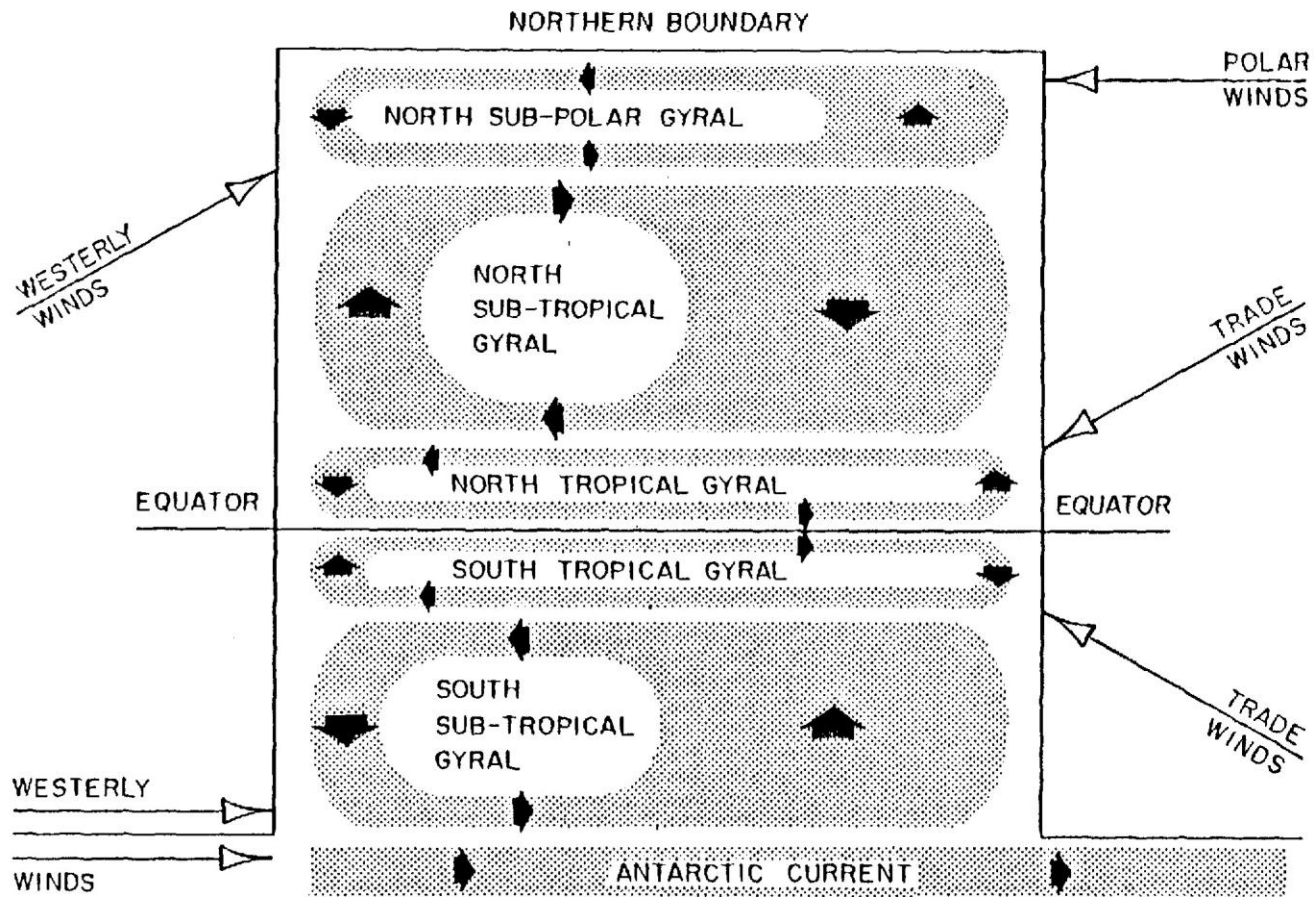 NORTHERN BOUNDARY
POLAR
WINDS
NORTH SUB-POLAR GYRAL
WESTERLY
WINDS
NORTH
SUB-TROPICAL
GYRAL
TRADE
WINDS
NORTH TROPICAL GYRAL
EQUATOR
EQUATOR
SOUTH TROPICAL GYRAL
SOUTH
SUB-TROPICAL
GYRAL
TRADE
WINDS
WESTERLY
WINDS
ANTARCTIC CURRENT